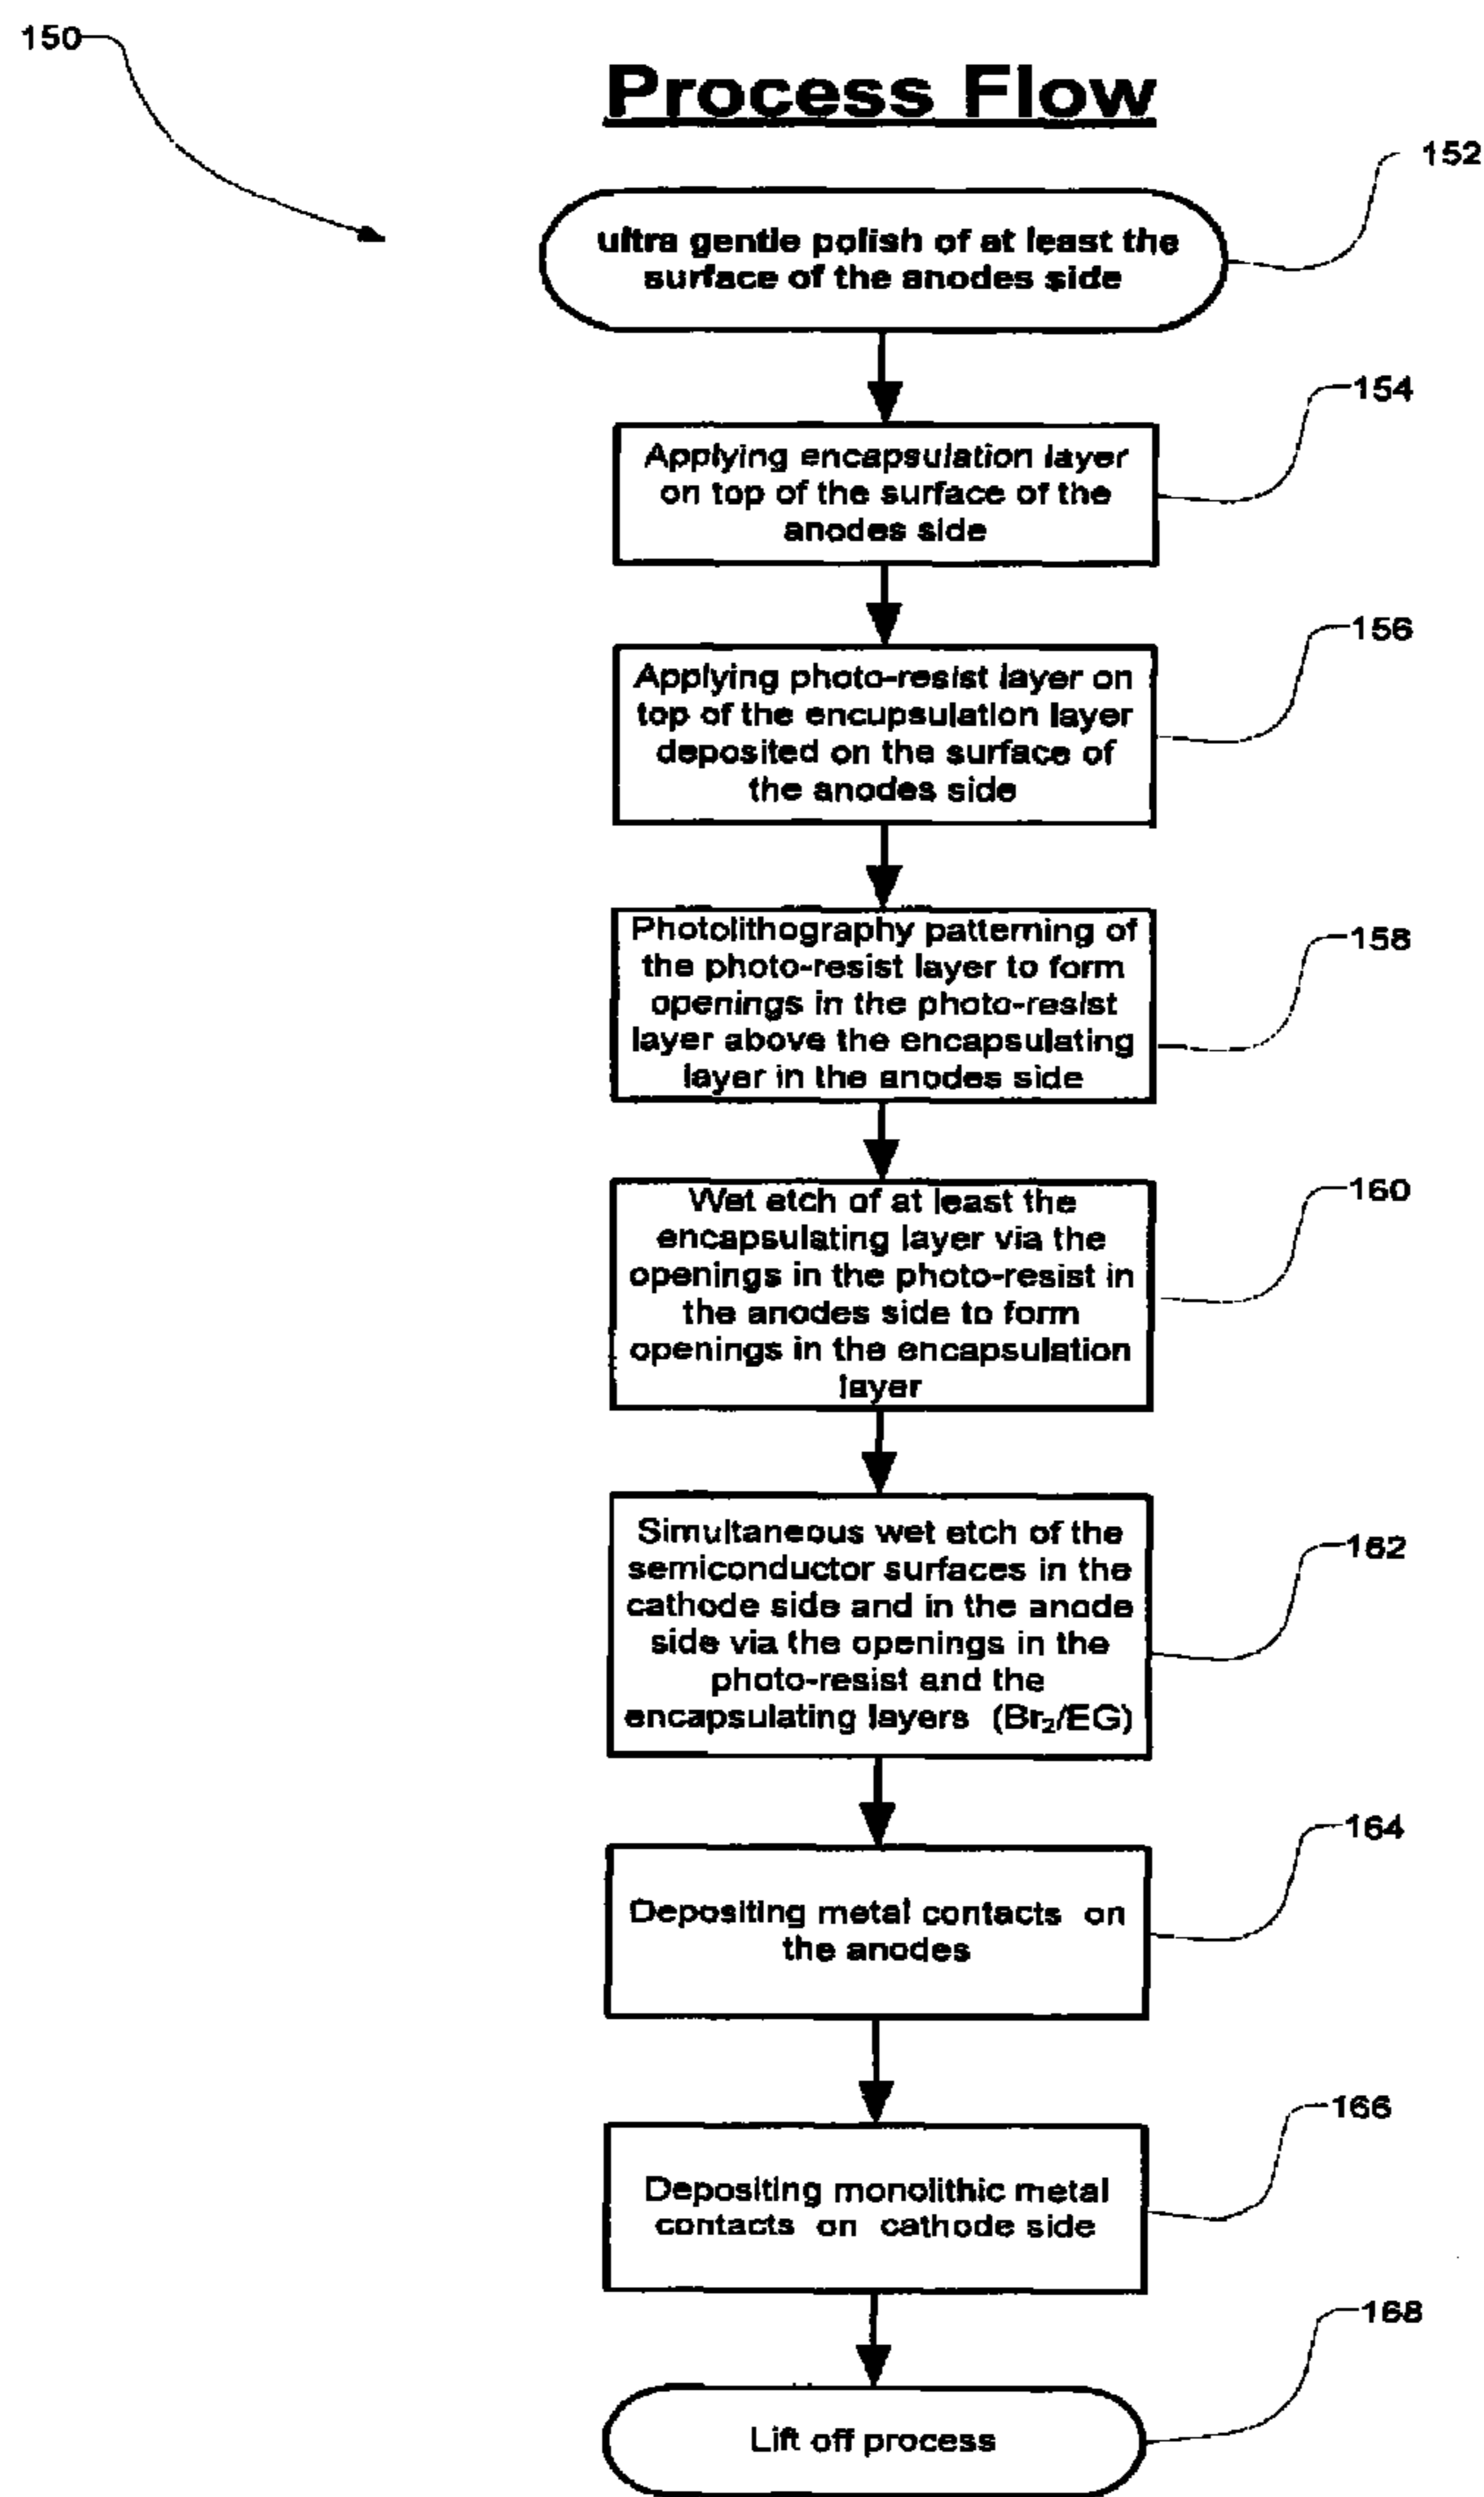 150
Process Flow
152
ultra gentle polish of at least the
surface of the anodes side
154
Applying encapsulation layer
on top of the surface of the
anodes side
156
Applying photo-resist layer on
top of the encupsulation layer
deposited on the surface of
the anodes side
158
Photolithography patterning of
the photo-resist layer to form
openings in the photo-resist
layer above the encapsulating
layer in the anodes side
160
Wet etch of at least the
encapsulating layer via the
openings in the photo-resist in
the anodes side to form
openings in the encapsulation
layer
162
Simultaneous wet etch of the
semiconductor surfaces in the
cathode side and in the anode
side via the openings in the
photo-resist and the
encapsulating layers (Br₂/EG)
164
Depositing metal contacts on
the anodes
166
Depositing monolithic metal
contacts on cathode side
168
Lift off process